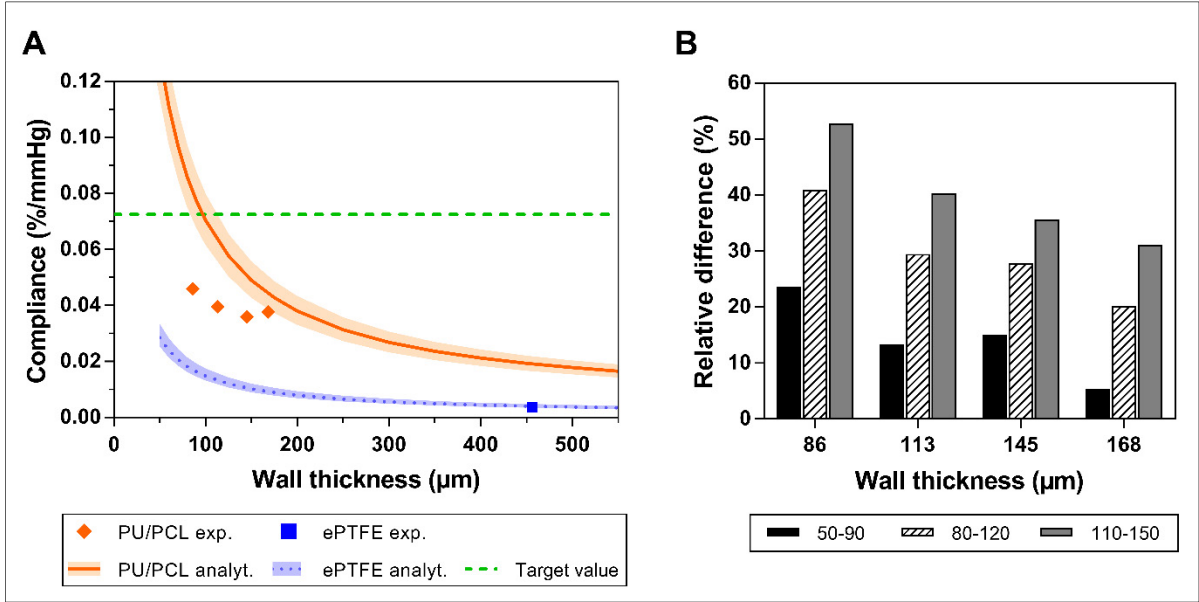 A
Compliance (%/mmHg)
0.12
0.10
0.08
0.06
0.04
0.02
0.00
0 100 200 300 400 500
Wall thickness (µm)
PU/PCL exp. ePTFE exp.
PU/PCL analyt. ePTFE analyt. Target value
B
Relative difference (%)
60
50
40
30
20
10
0
86 113 145 168
Wall thickness (µm)
50-90 80-120 110-150